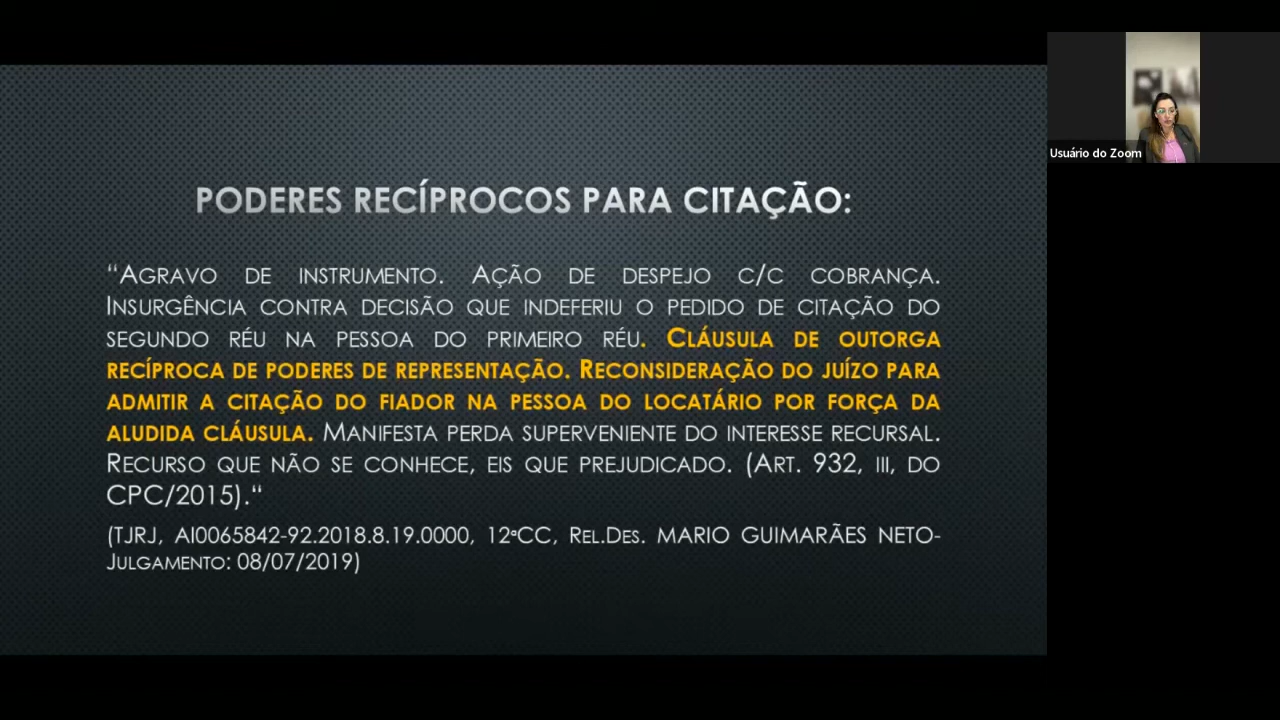 PODERES RECÍPROCOS PARA CITAÇÃO:
“AGRAVO DE INSTRUMENTO. AÇÃO DE DESPEJO C/C COBRANÇA.
INSURGÊNCIA CONTRA DECISÃO QUE INDEFERIU O PEDIDO DE CITAÇÃO DO
SEGUNDO RÉU NA PESSOA DO PRIMEIRO RÉU. CLÁUSULA DE OUTORGA
RECÍPROCA DE PODERES DE REPRESENTAÇÃO. RECONSIDERAÇÃO DO JUÍZO PARA
ADMITIR A CITAÇÃO DO FIADOR NA PESSOA DO LOCATÁRIO POR FORÇA DA
ALUDIDA CLÁUSULA. MANIFESTA PERDA SUPERVENIENTE DO INTERESSE RECURSAL.
RECURSO QUE NÃO SE CONHECE, EIS QUE PREJUDICADO. (ART. 932, III, DO
CPC/2015).“
(TJRJ, AI0065842-92.2018.8.19.0000, 12ªCC, REL.DES. MARIO GUIMARÃES NETO-
JULGAMENTO: 08/07/2019)
Usuário do Zoom